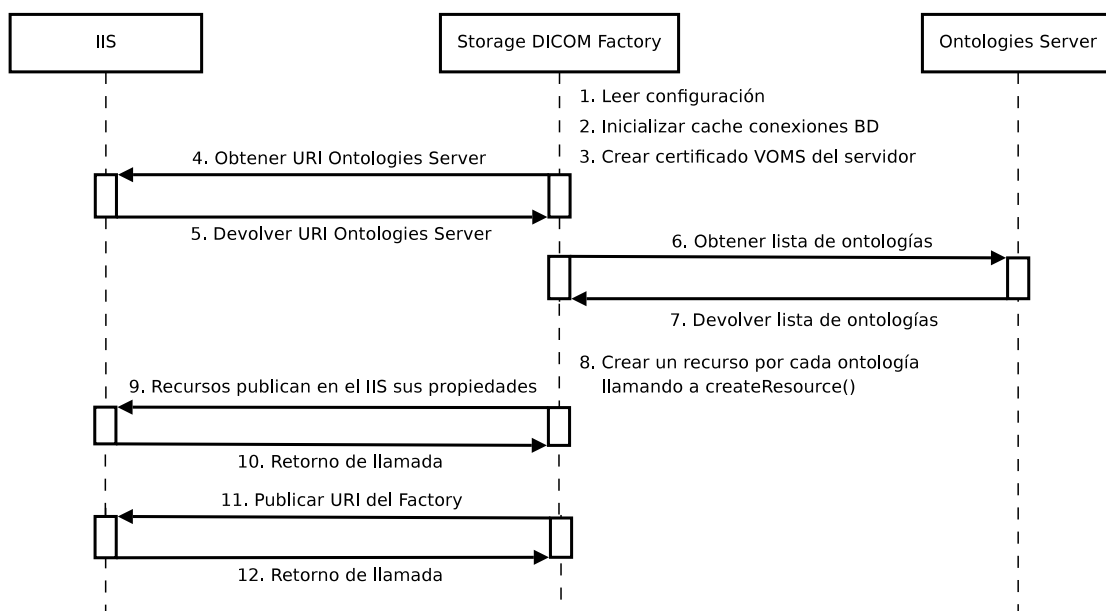 IIS
Storage DICOM Factory
Ontologies Server
1. Leer configuración
2. Inicializar cache conexiones BD
3. Crear certificado VOMS del servidor
4. Obtener URI Ontologies Server
5. Devolver URI Ontologies Server
6. Obtener lista de ontologías
7. Devolver lista de ontologías
8. Crear un recurso por cada ontología
llamando a createResource()
9. Recursos publican en el IIS sus propiedades
10. Retorno de llamada
11. Publicar URI del Factory
12. Retorno de llamada